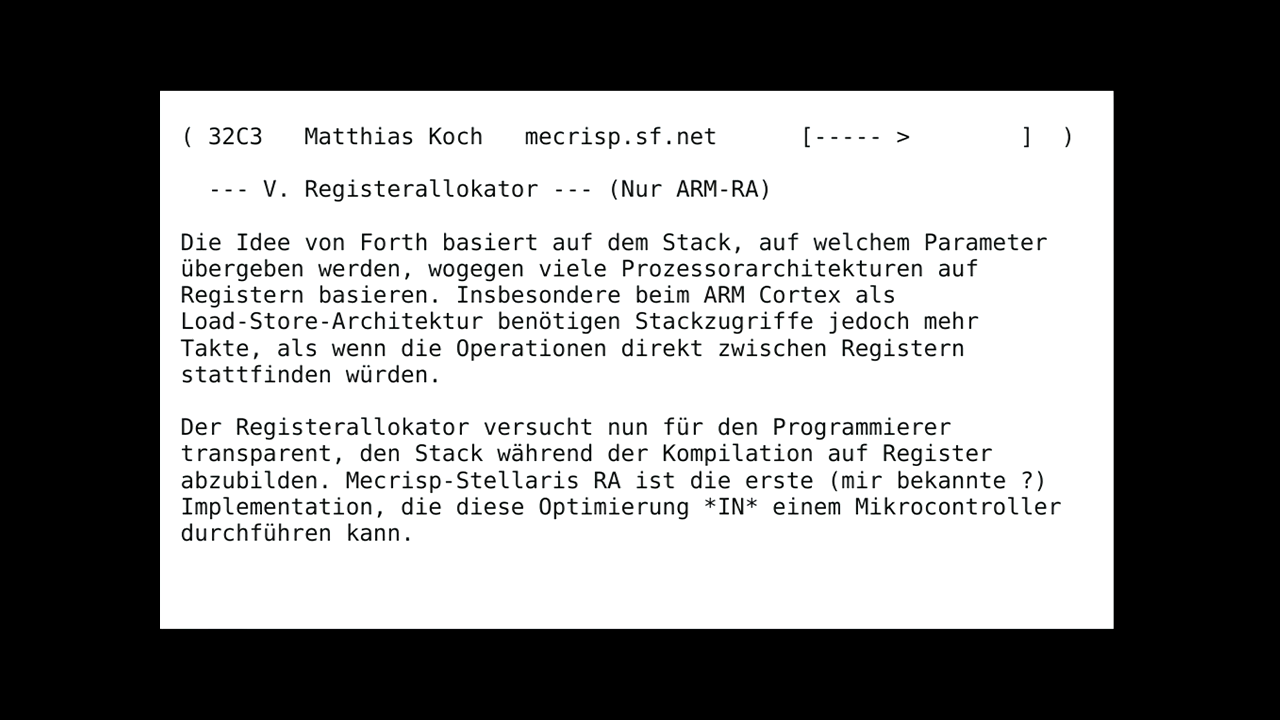 ( 32C3   Matthias Koch   mecrisp.sf.net      [----- >        ]  )
--- V. Registerallokator --- (Nur ARM-RA)
Die Idee von Forth basiert auf dem Stack, auf welchem Parameter
übergeben werden, wogegen viele Prozessorarchitekturen auf
Registern basieren. Insbesondere beim ARM Cortex als
Load-Store-Architektur benötigen Stackzugriffe jedoch mehr
Takte, als wenn die Operationen direkt zwischen Registern
stattfinden würden.
Der Registerallokator versucht nun für den Programmierer
transparent, den Stack während der Kompilation auf Register
abzubilden. Mecrisp-Stellaris RA ist die erste (mir bekannte ?)
Implementation, die diese Optimierung *IN* einem Mikrocontroller
durchführen kann.